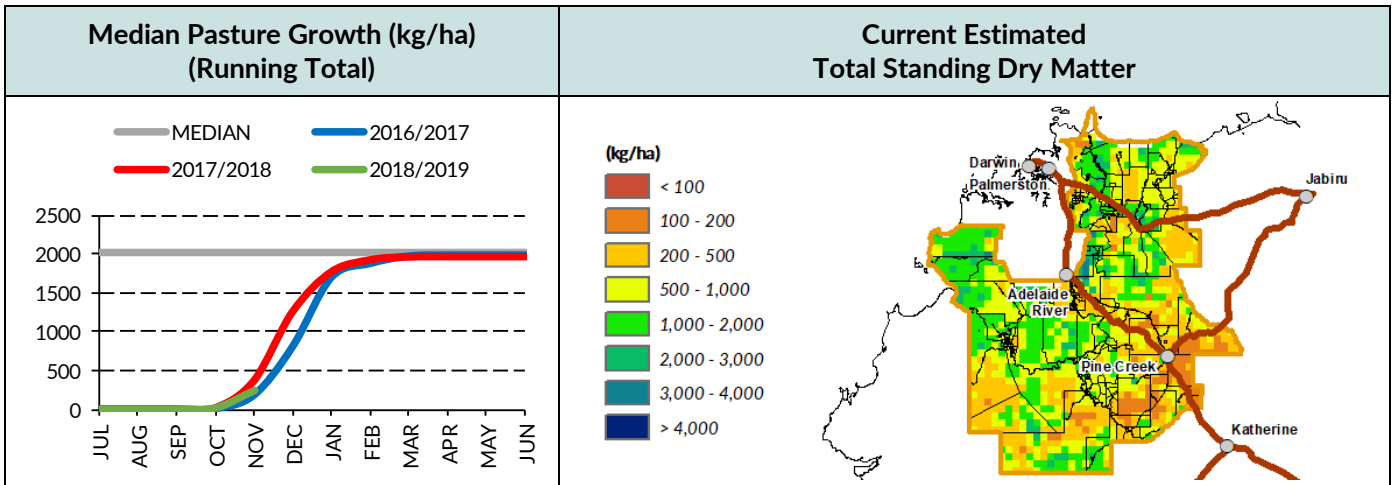 Median Pasture Growth (kg/ha)
(Running Total)
Current Estimated
Total Standing Dry Matter
MEDIAN
2016/2017
2017/2018
2018/2019
2500
2000
1500
1000
500
0
JUL
AUG
SEP
OCT
NOV
DEC
JAN
FEB
MAR
APR
MAY
JUN
(kg/ha)
< 100
100 - 200
200 - 500
500 - 1,000
1,000 - 2,000
2,000 - 3,000
3,000 - 4,000
> 4,000
Darwin
Palmerston
Jabiru
Adelaide
River
Pine Creek
Katherine